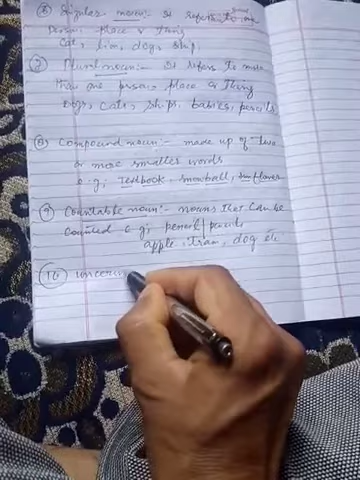 ⑥ Singular noun:- it refers to one
Person, place or thing
Cat, lion, dog, ship,
⑦ Plural noun:- it refers to more
than one person place or thing
Dogs, cats, ships, babies, pencils
⑧ Compound noun:- made up of two
or more smaller words
e.g; textbook, snowball, sunflower
⑨ Countable noun:- nouns that can be
counted e.g; pencil / pencils
apple, train, dog etc
⑩